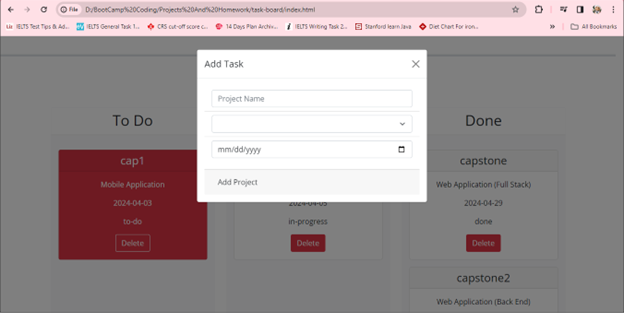 File D:/BootCamp%20Coding/Projects%20And%20Homework/task-board/index.html
IELTS Test Tips & Ad... IELTS General Task 1... CRS cut-off score c... 14 Days Plan Archiv... IELTS Writing Task 2... Stanford learn Java Diet Chart For iron... » All Bookmarks
Add Task
Project Name
mm/dd/yyyy
Add Project
To Do
Done
cap1
Mobile Application
2024-04-03
to-do
Delete
2024-04-05
in-progress
Delete
capstone
Web Application (Full Stack)
2024-04-29
done
Delete
capstone2
Web Application (Back End)